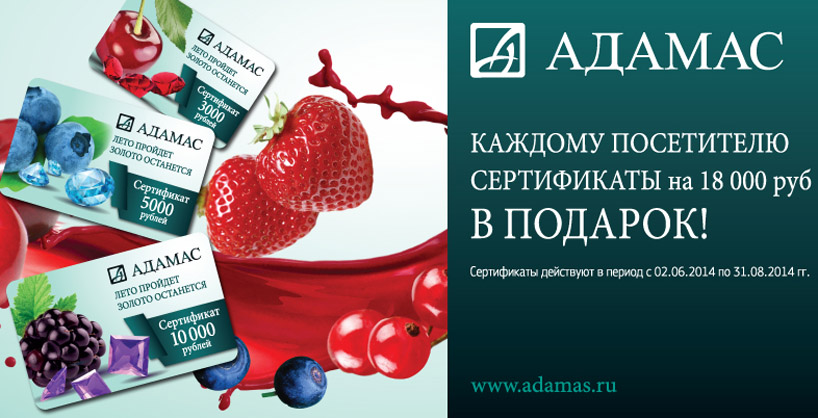 АДАМАС
ЛЕТО ПРОЙДЕТ
ЗОЛОТО ОСТАНЕТСЯ
Сертификат
3000
рублей
АДАМАС
ЛЕТО ПРОЙДЕТ
ЗОЛОТО ОСТАНЕТСЯ
Сертификат
5000
рублей
АДАМАС
ЛЕТО ПРОЙДЕТ
ЗОЛОТО ОСТАНЕТСЯ
Сертификат
10 000
рублей
АДАМАС
КАЖДОМУ ПОСЕТИТЕЛЮ
СЕРТИФИКАТЫ на 18 000 руб
В ПОДАРОК!
Сертификаты действуют в период с 02.06.2014 по 31.08.2014 гг.
www.adamas.ru